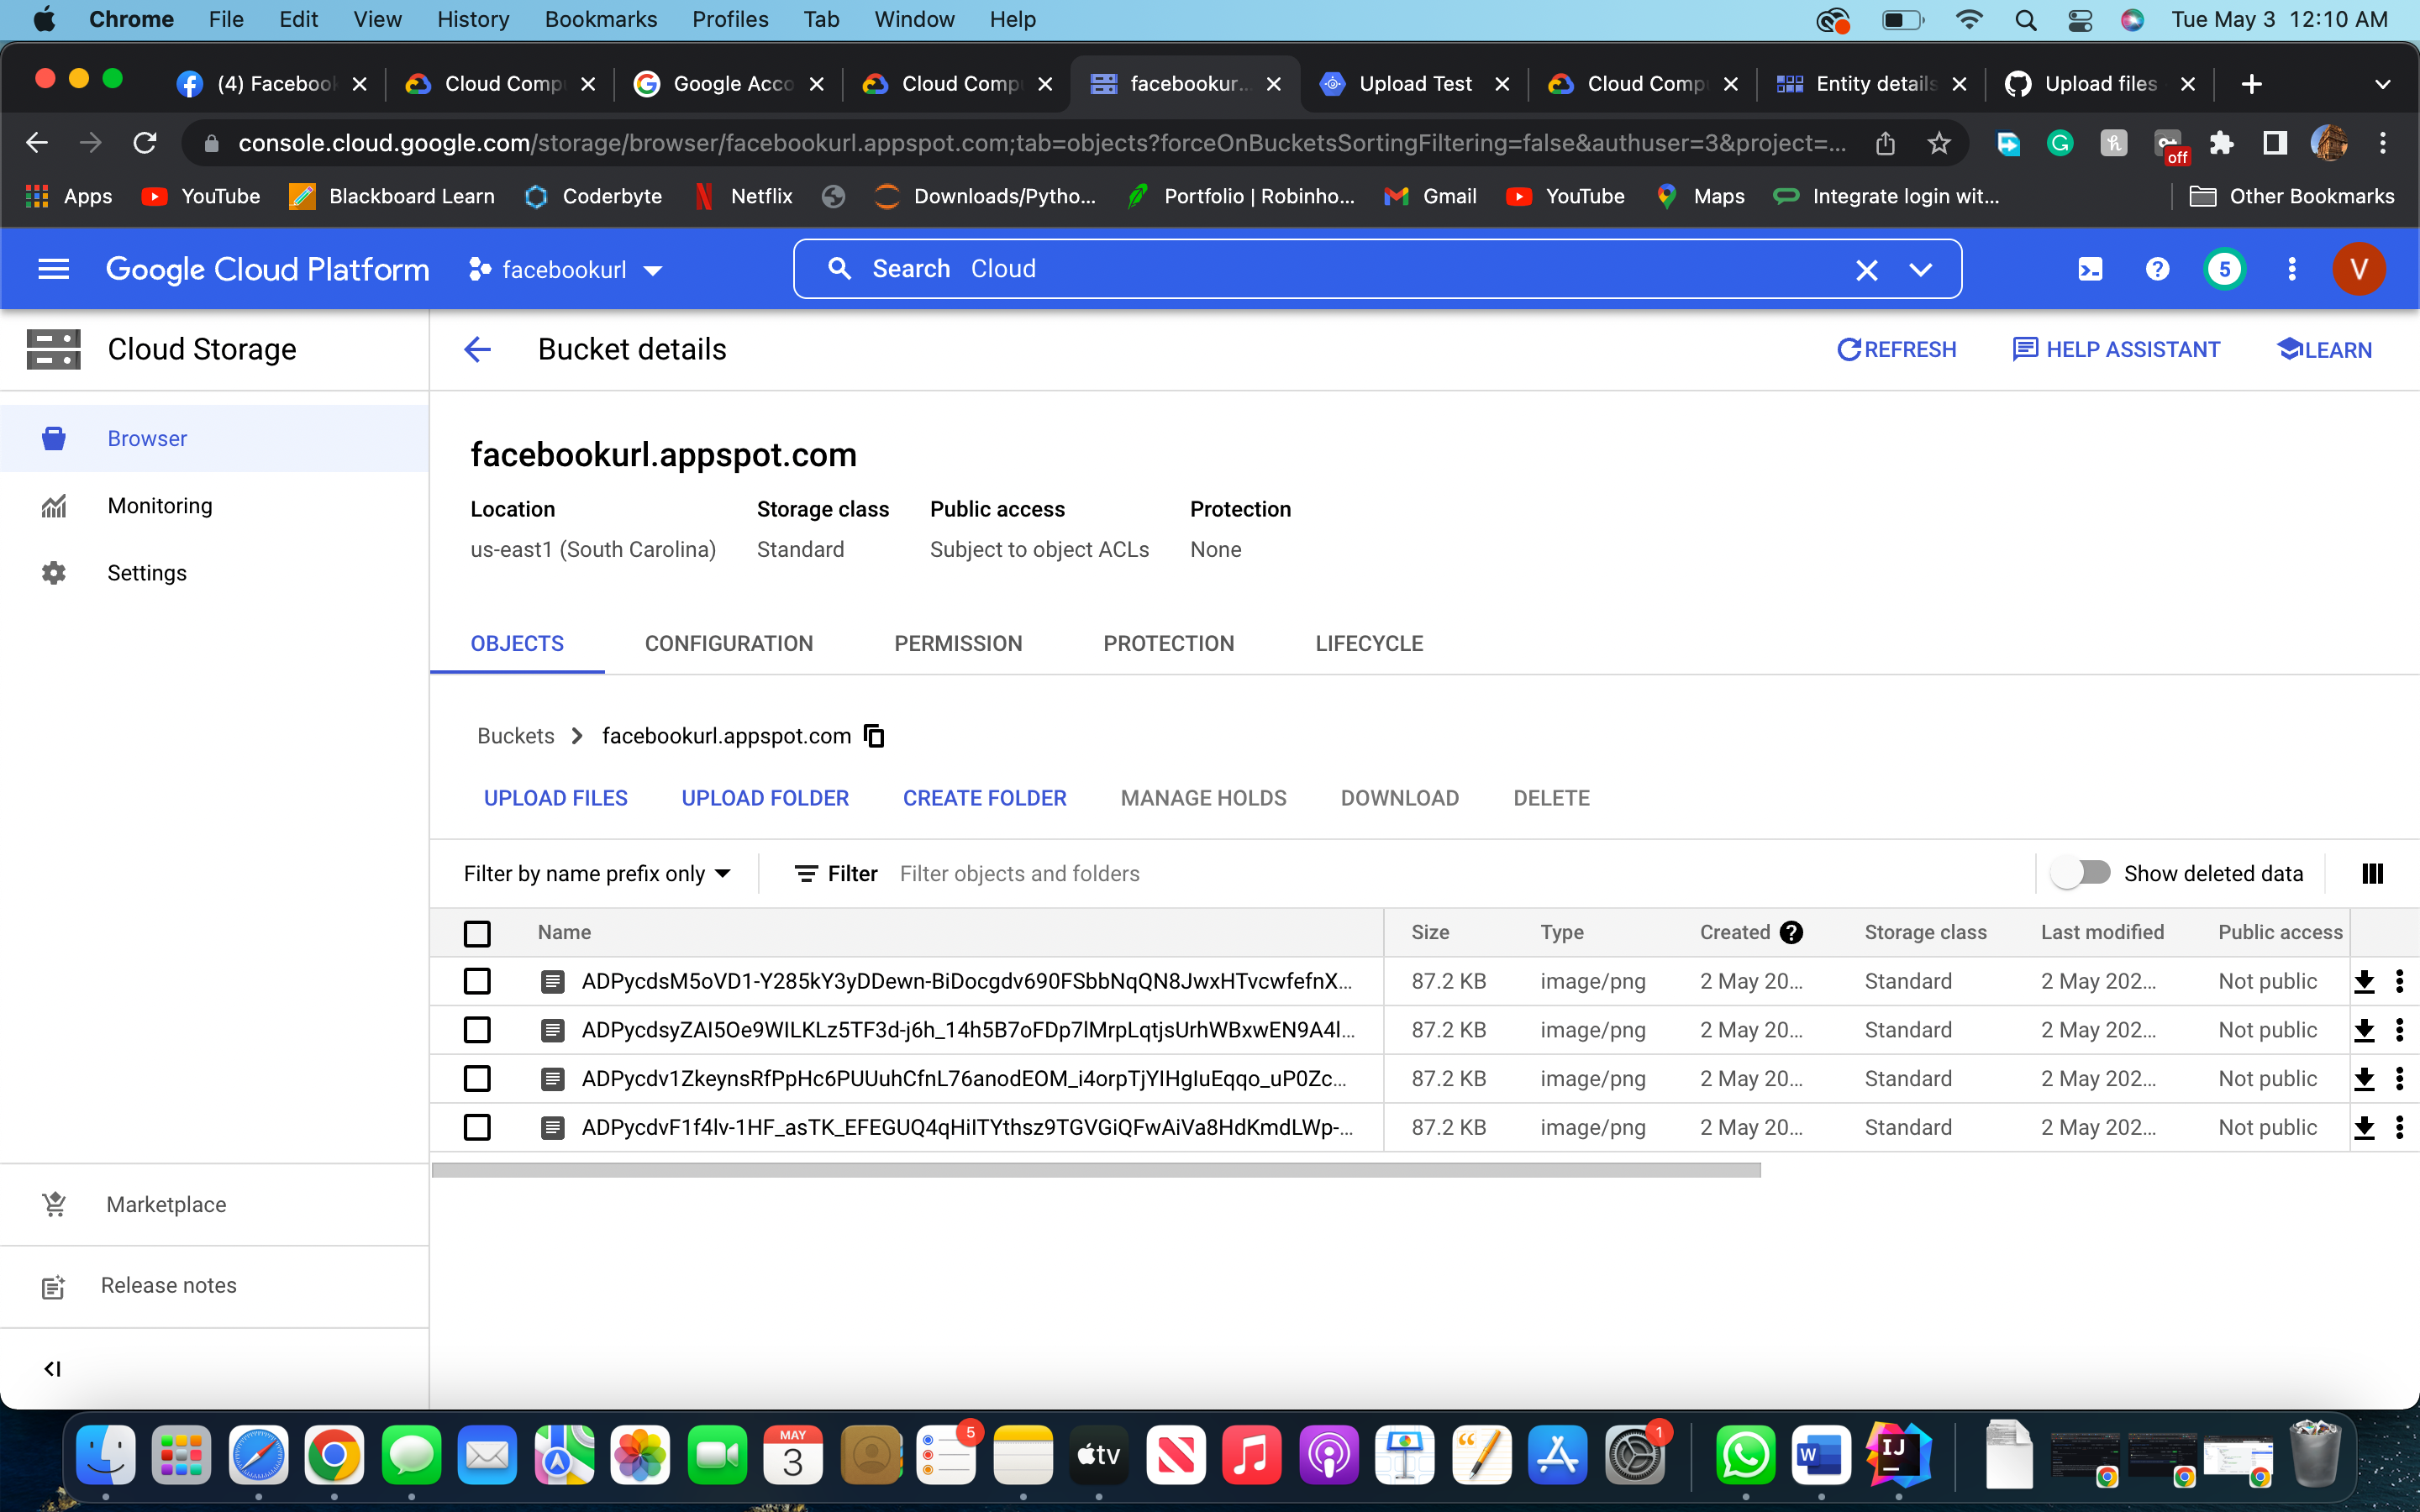 Chrome File Edit View History Bookmarks Profiles Tab Window Help Tue May 3 12:10 AM
(4) Facebook Cloud Comp Google Acco Cloud Comp facebookur... Upload Test Cloud Comp Entity details Upload files
console.cloud.google.com/storage/browser/facebookurl.appspot.com;tab=objects?forceOnBucketsSortingFiltering=false&authuser=3&project=... off
Apps YouTube Blackboard Learn Coderbyte Netflix Downloads/Pytho... Portfolio | Robinho... Gmail YouTube Maps Integrate login wit... Other Bookmarks
Google Cloud Platform facebookurl Search Cloud 5 V
Cloud Storage Bucket details REFRESH HELP ASSISTANT LEARN
Browser
Monitoring
Settings
facebookurl.appspot.com
Location Storage class Public access Protection
us-east1 (South Carolina) Standard Subject to object ACLs None
OBJECTS CONFIGURATION PERMISSION PROTECTION LIFECYCLE
Buckets facebookurl.appspot.com
UPLOAD FILES UPLOAD FOLDER CREATE FOLDER MANAGE HOLDS DOWNLOAD DELETE
Filter by name prefix only Filter Filter objects and folders Show deleted data
Name Size Type Created Storage class Last modified Public access
ADPycdsM5oVD1-Y285kY3yDDewn-BiDocgdv690FSbbNqQN8JwxHTvcwfefnX... 87.2 KB image/png 2 May 20... Standard 2 May 202... Not public
ADPycdsyZAI5Oe9WILKLz5TF3d-j6h_14h5B7oFDp7lMrpLqtjsUrhWBxwEN9A4l... 87.2 KB image/png 2 May 20... Standard 2 May 202... Not public
ADPycdv1ZkeynsRfPpHc6PUUuhCfnL76anodEOM_i4orpTjYIHgIuEqqo_uP0Zc... 87.2 KB image/png 2 May 20... Standard 2 May 202... Not public
ADPycdvF1f4lv-1HF_asTK_EFEGUQ4qHiITYthsz9TGVGiQFwAiVa8HdKmdLWp-... 87.2 KB image/png 2 May 20... Standard 2 May 202... Not public
Marketplace
Release notes
MAY 3 5 tv 1 W IJ